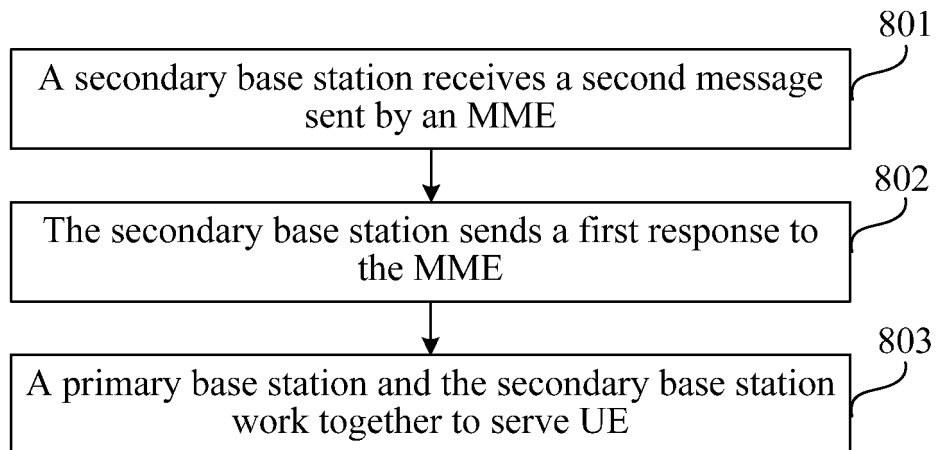 801
A secondary base station receives a second message
sent by an MME
802
The secondary base station sends a first response to
the MME
803
A primary base station and the secondary base station
work together to serve UE